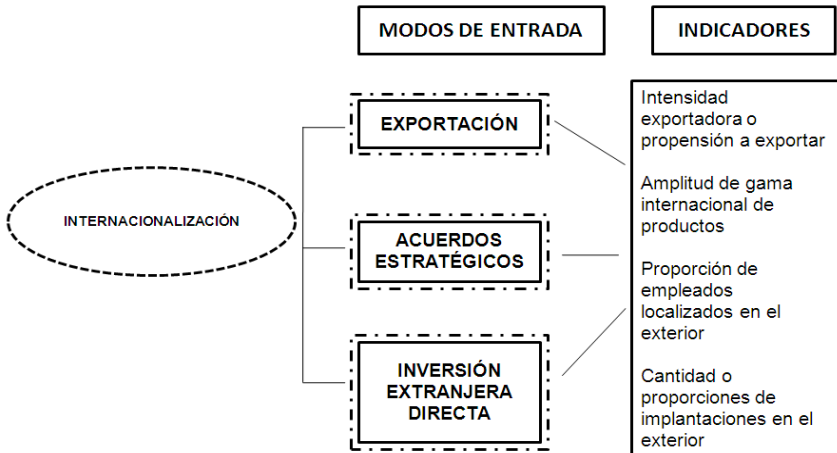 MODOS DE ENTRADA
INDICADORES
INTERNACIONALIZACIÓN
EXPORTACIÓN
ACUERDOS
ESTRATÉGICOS
INVERSIÓN
EXTRANJERA
DIRECTA
Intensidad
exportadora o
propensión a exportar
Amplitud de gama
internacional de
productos
Proporción de
empleados
localizados en el
exterior
Cantidad o
proporciones de
implantaciones en el
exterior